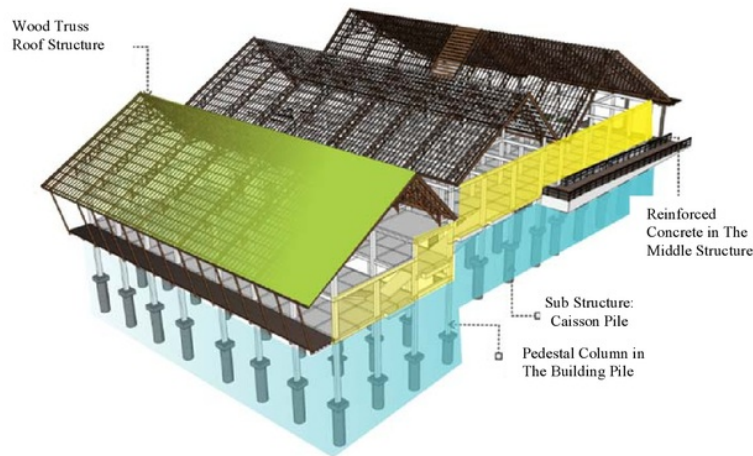 Wood Truss
Roof Structure
Reinforced
Concrete in The
Middle Structure
Sub Structure:
Caisson Pile
Pedestal Column in
The Building Pile